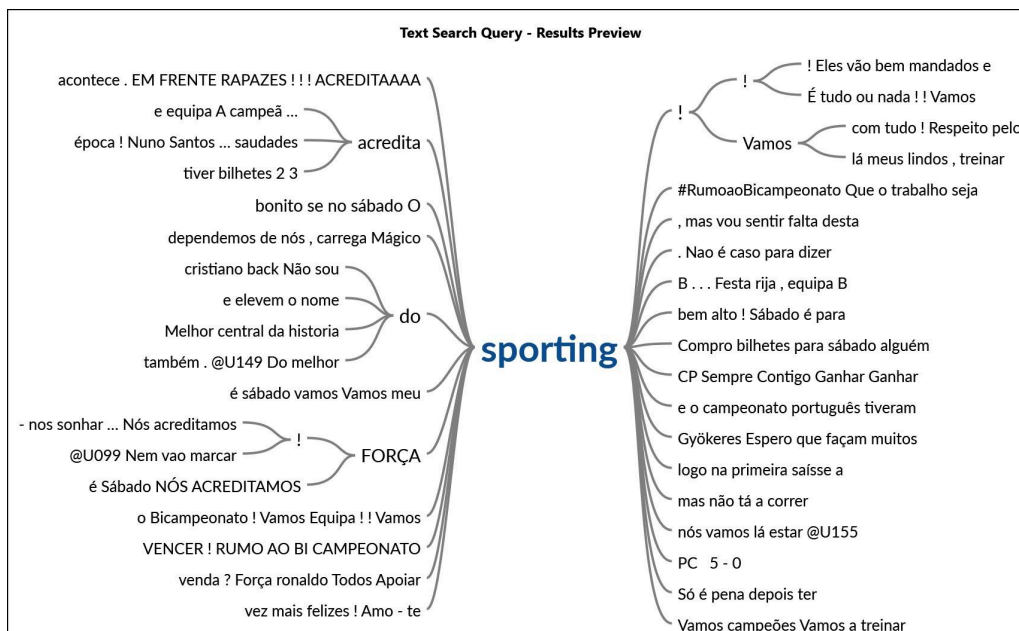 Text Search Query - Results Preview
acontece . EM FRENTE RAPAZES ! ! ! ACREDITAAAA
e equipa A campeã ...
época ! Nuno Santos ... saudades
tiver bilhetes 2 3
acredita
bonito se no sábado O
dependemos de nós , carrega Mágico
cristiano back Não sou
e elevem o nome
Melhor central da historia
também . @U149 Do melhor
do
é sábado vamos Vamos meu
- nos sonhar ... Nós acreditamos
@U099 Nem vao marcar
!
é Sábado NÓS ACREDITAMOS
FORÇA
o Bicampeonato ! Vamos Equipa ! ! Vamos
VENCER ! RUMO AO BI CAMPEONATO
venda ? Força ronaldo Todos Apoiar
vez mais felizes ! Amo - te
sporting
!
!
! Eles vão bem mandados e
É tudo ou nada ! ! Vamos
Vamos
com tudo ! Respeito pelo
lá meus lindos , treinar
#RumoaoBicampeonato Que o trabalho seja
, mas vou sentir falta desta
. Nao é caso para dizer
B . . . Festa rija , equipa B
bem alto ! Sábado é para
Compro bilhetes para sábado alguém
CP Sempre Contigo Ganhar Ganhar
e o campeonato português tiveram
Gyökeres Espero que façam muitos
logo na primeira saísse a
mas não tá a correr
nós vamos lá estar @U155
PC 5 - 0
Só é pena depois ter
Vamos campeões Vamos a treinar